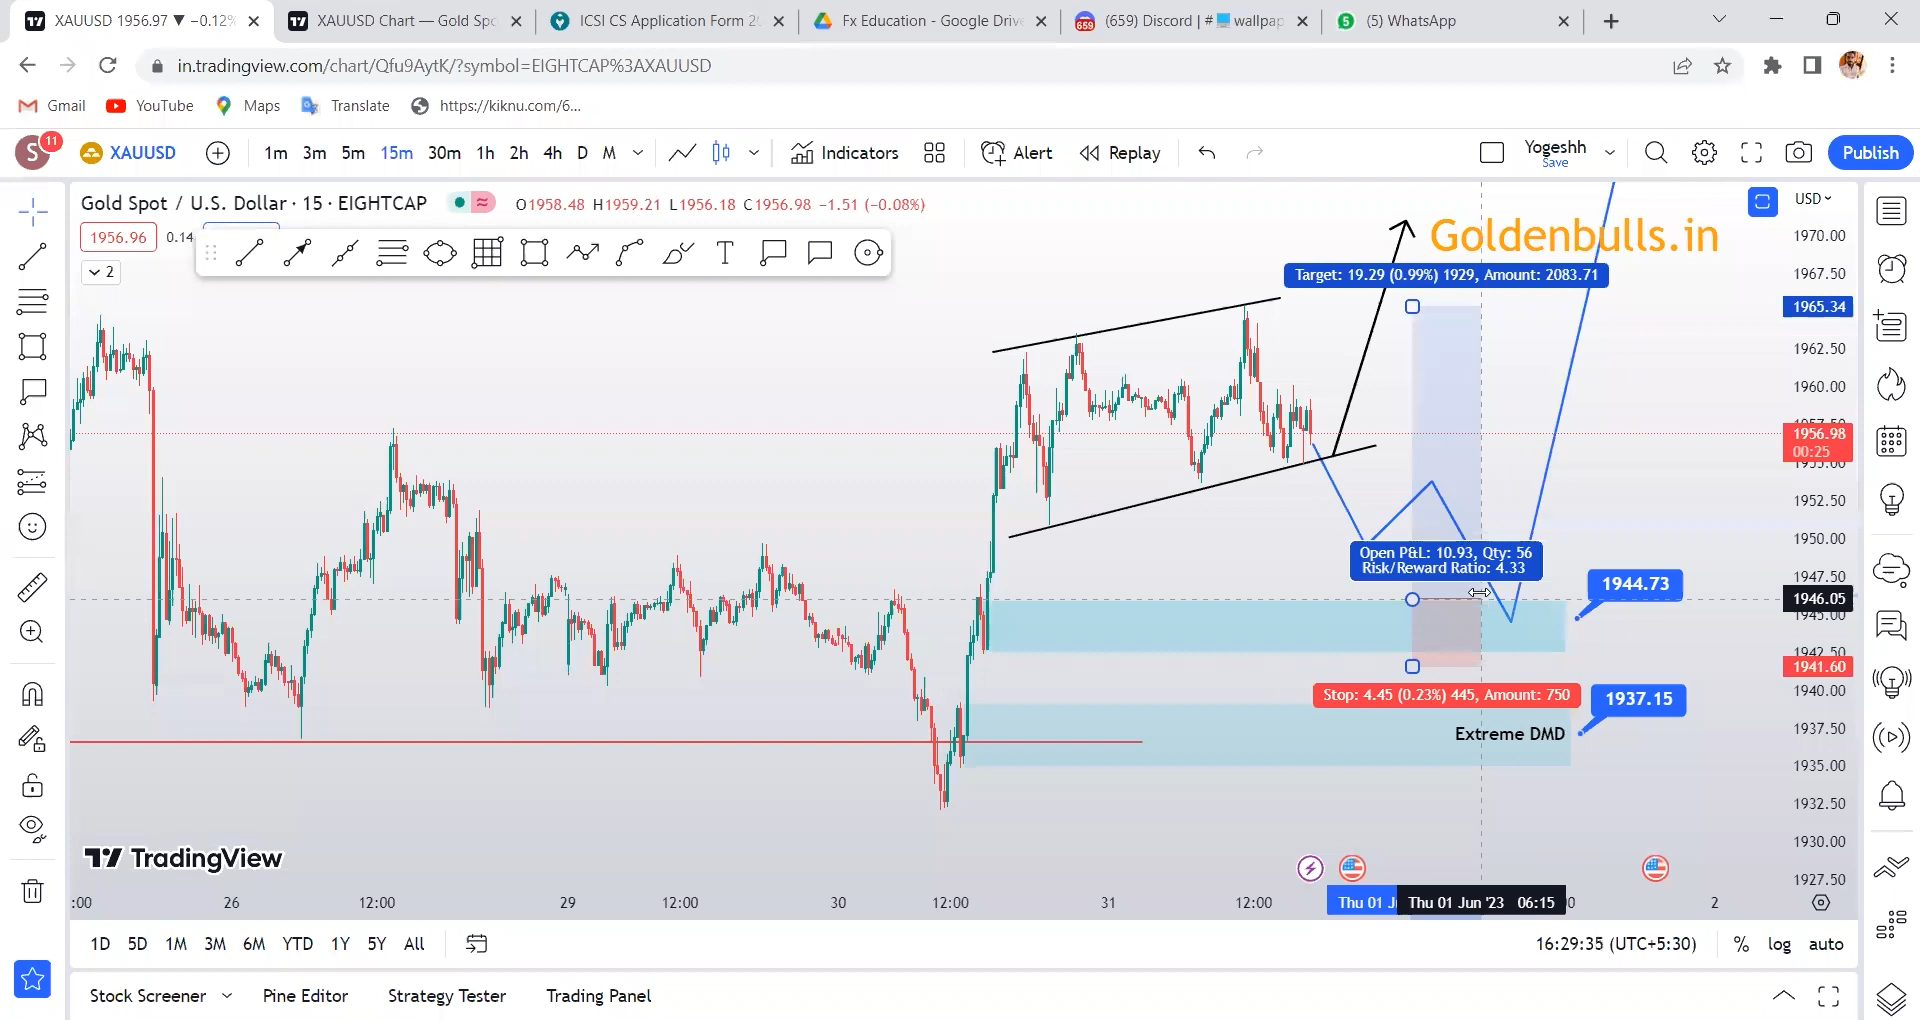 XAUUSD 1956.97 ▼ −0.12%
XAUUSD Chart — Gold Spo
ICSI CS Application Form 2
Fx Education - Google Drive
(659) Discord | # wallpap
(5) WhatsApp
in.tradingview.com/chart/Qfu9AytK/?symbol=EIGHTCAP%3AXAUUSD
Gmail
YouTube
Maps
Translate
https://kiknu.com/6...
S
11
XAUUSD
1m 3m 5m 15m 30m 1h 2h 4h D M
Indicators
Alert
Replay
Yogeshh
Save
Publish
Gold Spot / U.S. Dollar · 15 · EIGHTCAP
O1958.48 H1959.21 L1956.18 C1956.98 −1.51 (−0.08%)
USD
1956.96
0.14
2
Goldenbulls.in
Target: 19.29 (0.99%) 1929, Amount: 2083.71
Open P&L: 10.93, Qty: 56
Risk/Reward Ratio: 4.33
1944.73
Stop: 4.45 (0.23%) 445, Amount: 750
1937.15
Extreme DMD
1970.00
1967.50
1965.34
1962.50
1960.00
1956.98
00:25
1955.00
1952.50
1950.00
1947.50
1946.05
1945.00
1942.50
1941.60
1940.00
1937.50
1935.00
1932.50
1930.00
1927.50
TradingView
:00 26 12:00 29 12:00 30 12:00 31 12:00 Thu 01 J Thu 01 Jun '23 06:15 2
1D 5D 1M 3M 6M YTD 1Y 5Y All
16:29:35 (UTC+5:30)
% log auto
Stock Screener
Pine Editor
Strategy Tester
Trading Panel